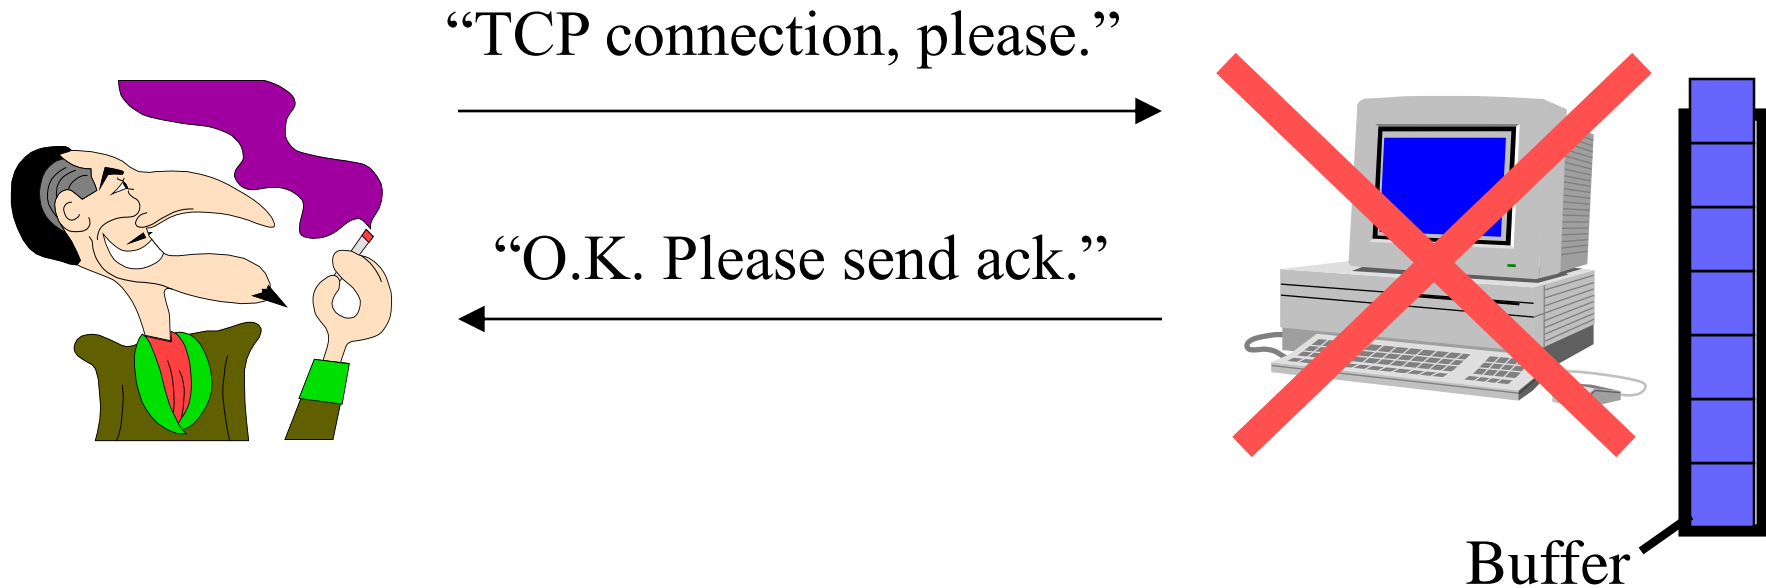 “TCP connection, please.”
“O.K. Please send ack.”
Buffer